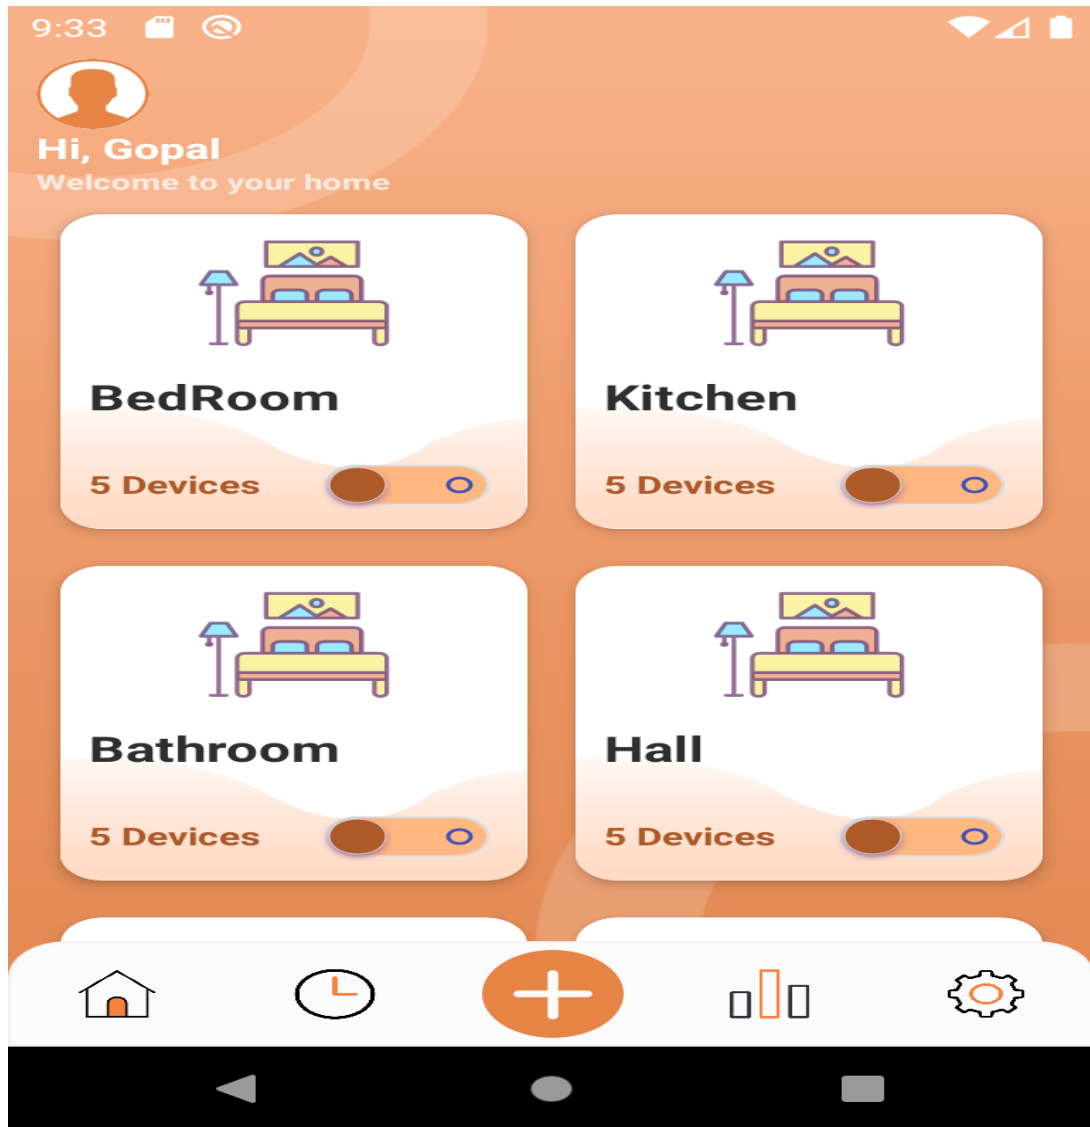 9:33
Hi, Gopal
Welcome to your home
BedRoom
Kitchen
5 Devices
5 Devices
Bathroom
Hall
5 Devices
5 Devices